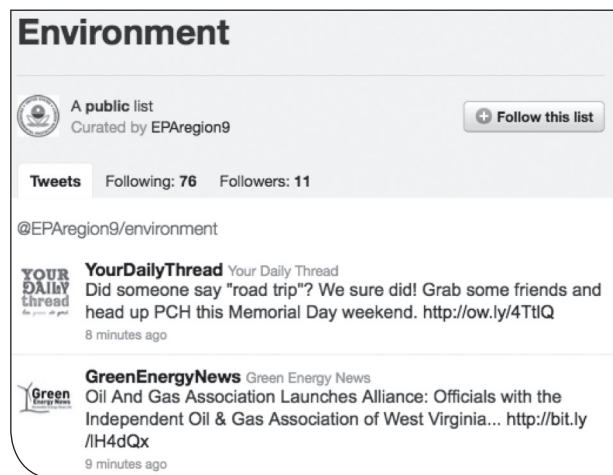 Environment
A public list
Curated by EPAregion9
Follow this list
Tweets Following: 76 Followers: 11
@EPAregion9/environment
YOUR
DAILY
thread
YourDailyThread Your Daily Thread
Did someone say "road trip"? We sure did! Grab some friends and
head up PCH this Memorial Day weekend. http://ow.ly/4TtlQ
8 minutes ago
Green
Energy News
GreenEnergyNews Green Energy News
Oil And Gas Association Launches Alliance: Officials with the
Independent Oil & Gas Association of West Virginia... http://bit.ly
/lH4dQx
9 minutes ago